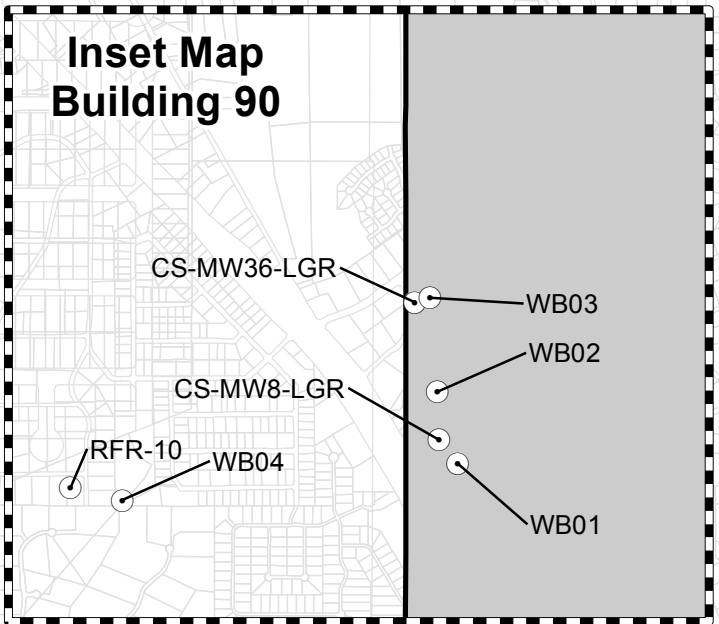 Inset Map
Building 90
CS-MW36-LGR
WB03
WB02
CS-MW8-LGR
RFR-10
WB04
WB01